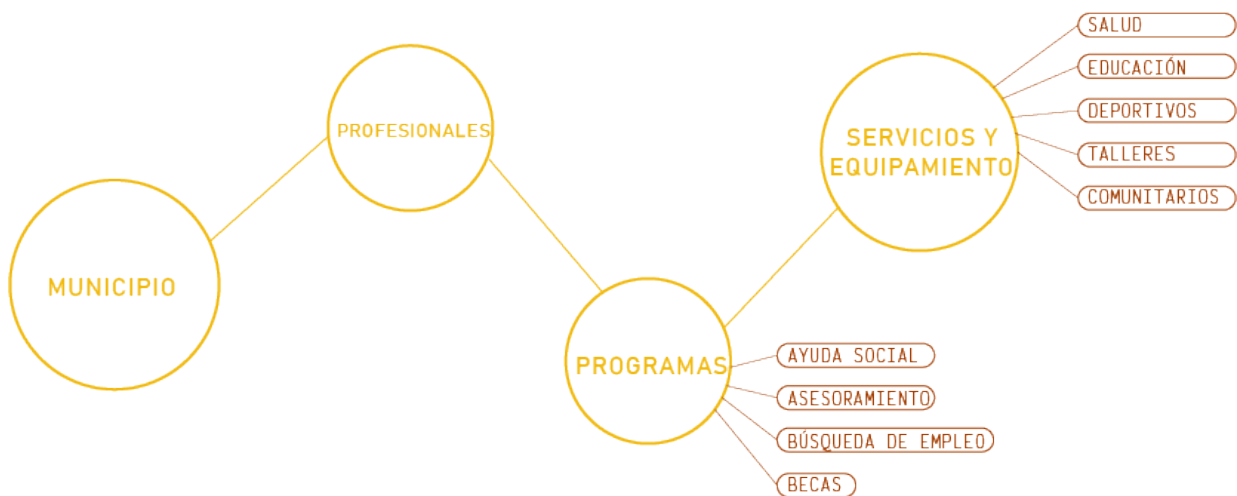 MUNICIPIO
PROFESIONALES
PROGRAMAS
AYUDA SOCIAL
ASESORAMIENTO
BÚSQUEDA DE EMPLEO
BECAS
SERVICIOS Y
EQUIPAMIENTO
SALUD
EDUCACIÓN
DEPORTIVOS
TALLERES
COMUNITARIOS